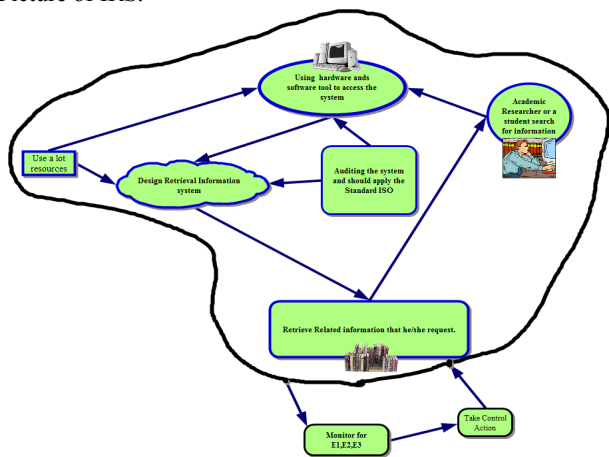 Using hardware ands
software tool to access the
system
Academic
Researcher or a
student search
for information
Use a lot
resources
Design Retrieval Information
system
Auditing the system
and should apply the
Standard ISO
Retrieve Related information that he/she request.
Monitor for
E1,E2,E3
Take Control
Action